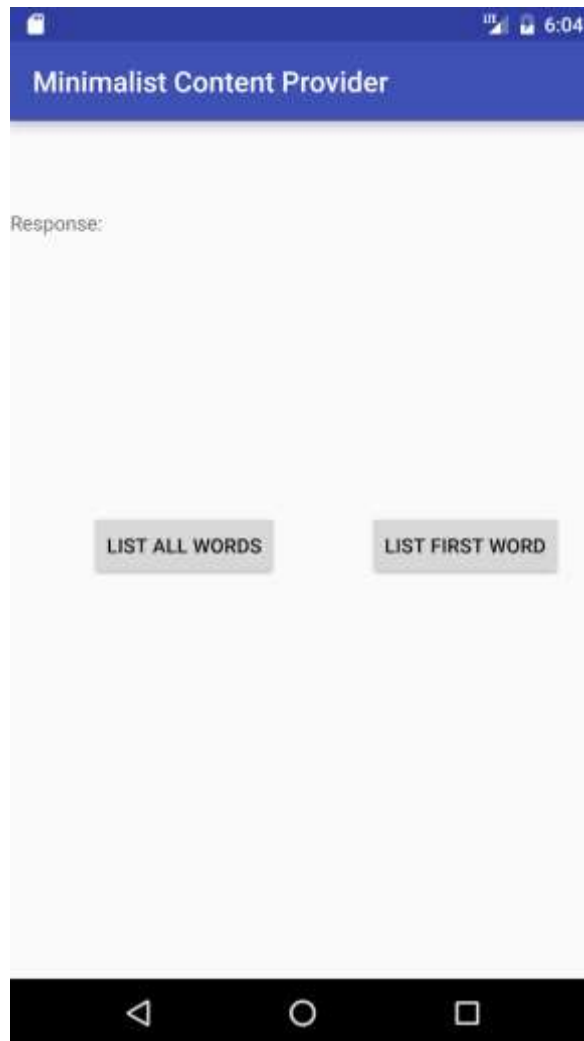 6:04
Minimalist Content Provider
Response:
LIST ALL WORDS
LIST FIRST WORD